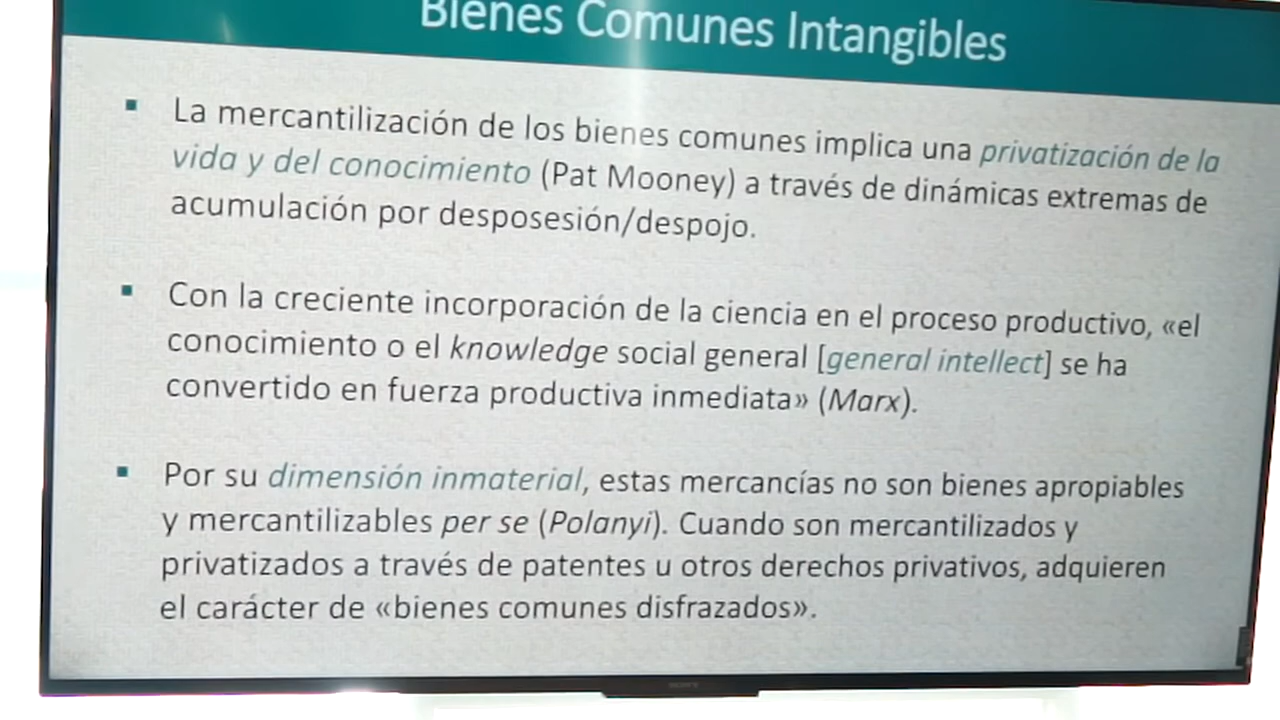 Bienes Comunes Intangibles
▪ La mercantilización de los bienes comunes implica una privatización de la
vida y del conocimiento (Pat Mooney) a través de dinámicas extremas de
acumulación por desposesión/despojo.
▪ Con la creciente incorporación de la ciencia en el proceso productivo, «el
conocimiento o el knowledge social general [general intellect] se ha
convertido en fuerza productiva inmediata» (Marx).
▪ Por su dimensión inmaterial, estas mercancías no son bienes apropiables
y mercantilizables per se (Polanyi). Cuando son mercantilizados y
privatizados a través de patentes u otros derechos privativos, adquieren
el carácter de «bienes comunes disfrazados».
SONY